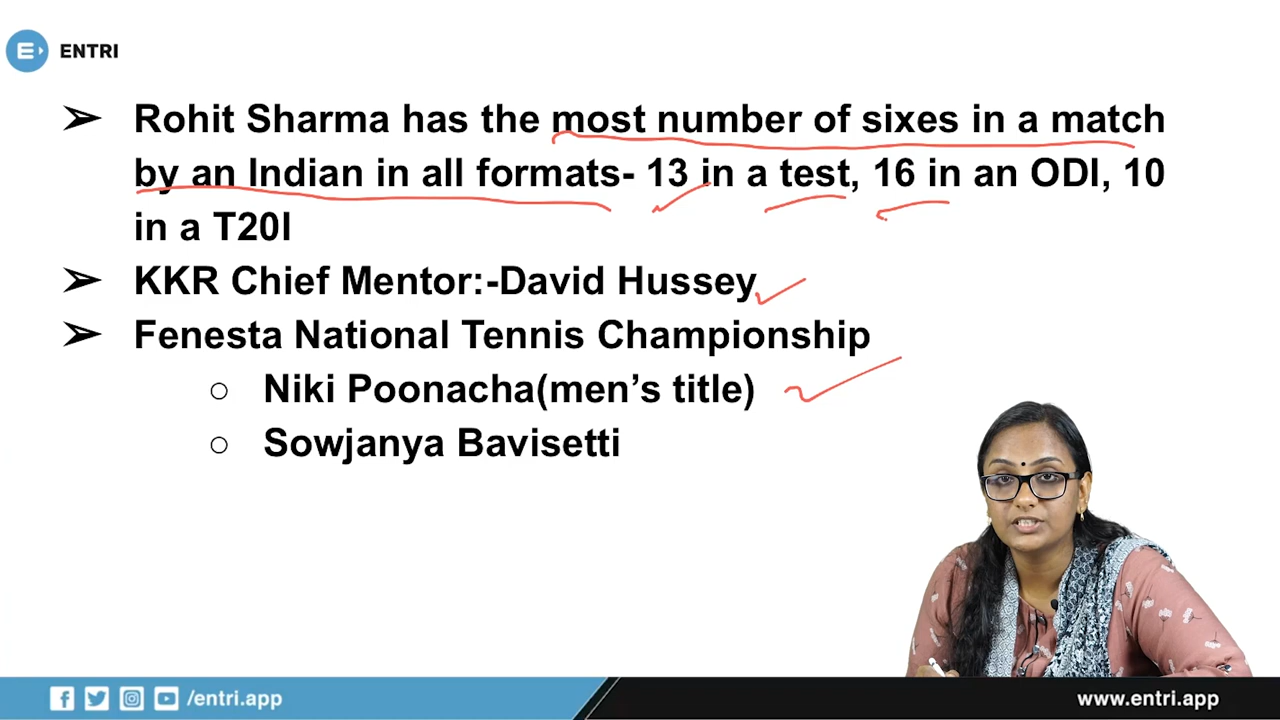 ENTRI
➢ Rohit Sharma has the most number of sixes in a match
by an Indian in all formats- 13 in a test, 16 in an ODI, 10
in a T20I
➢ KKR Chief Mentor:-David Hussey
➢ Fenesta National Tennis Championship
○ Niki Poonacha(men's title)
○ Sowjanya Bavisetti
/entri.app
www.entri.app